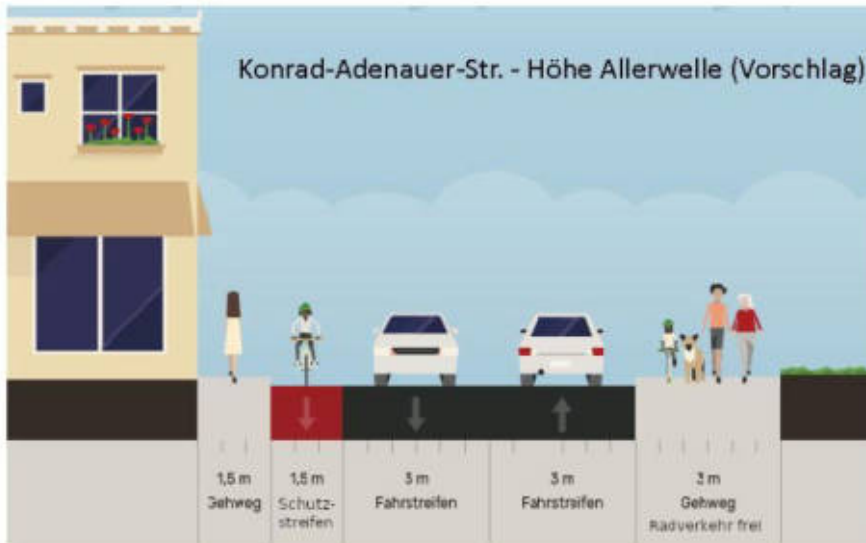 Konrad-Adenauer-Str. - Höhe Allerwelle (Vorschlag)
1,5 m
Gehweg
1,5 m
Schutz-
streifen
3 m
Fahrstreifen
3 m
Fahrstreifen
3 m
Gehweg
Radverkehr frei